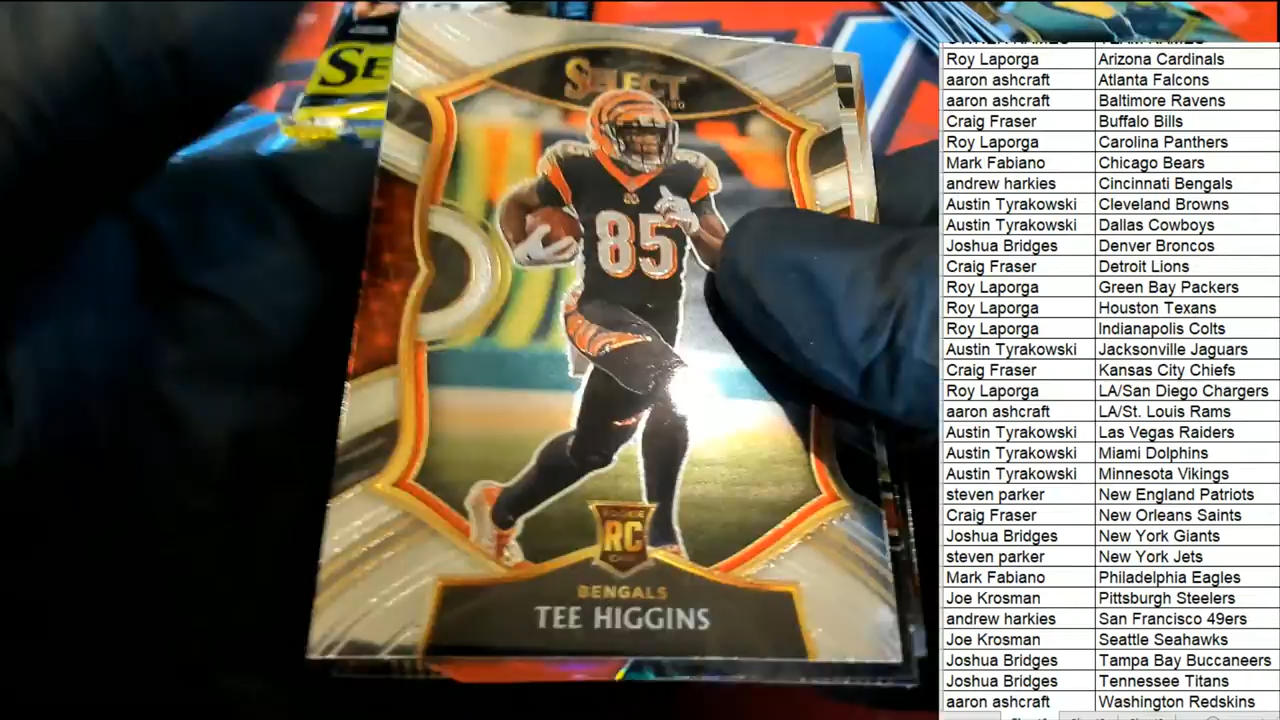 SE
SELECT
85
ROOKIE
RC
BENGALS
TEE HIGGINS
Roy Laporga Arizona Cardinals
aaron ashcraft Atlanta Falcons
aaron ashcraft Baltimore Ravens
Craig Fraser Buffalo Bills
Roy Laporga Carolina Panthers
Mark Fabiano Chicago Bears
andrew harkies Cincinnati Bengals
Austin Tyrakowski Cleveland Browns
Austin Tyrakowski Dallas Cowboys
Joshua Bridges Denver Broncos
Craig Fraser Detroit Lions
Roy Laporga Green Bay Packers
Roy Laporga Houston Texans
Roy Laporga Indianapolis Colts
Austin Tyrakowski Jacksonville Jaguars
Craig Fraser Kansas City Chiefs
Roy Laporga LA/San Diego Chargers
aaron ashcraft LA/St. Louis Rams
Austin Tyrakowski Las Vegas Raiders
Austin Tyrakowski Miami Dolphins
Austin Tyrakowski Minnesota Vikings
steven parker New England Patriots
Craig Fraser New Orleans Saints
Joshua Bridges New York Giants
steven parker New York Jets
Mark Fabiano Philadelphia Eagles
Joe Krosman Pittsburgh Steelers
andrew harkies San Francisco 49ers
Joe Krosman Seattle Seahawks
Joshua Bridges Tampa Bay Buccaneers
Joshua Bridges Tennessee Titans
aaron ashcraft Washington Redskins